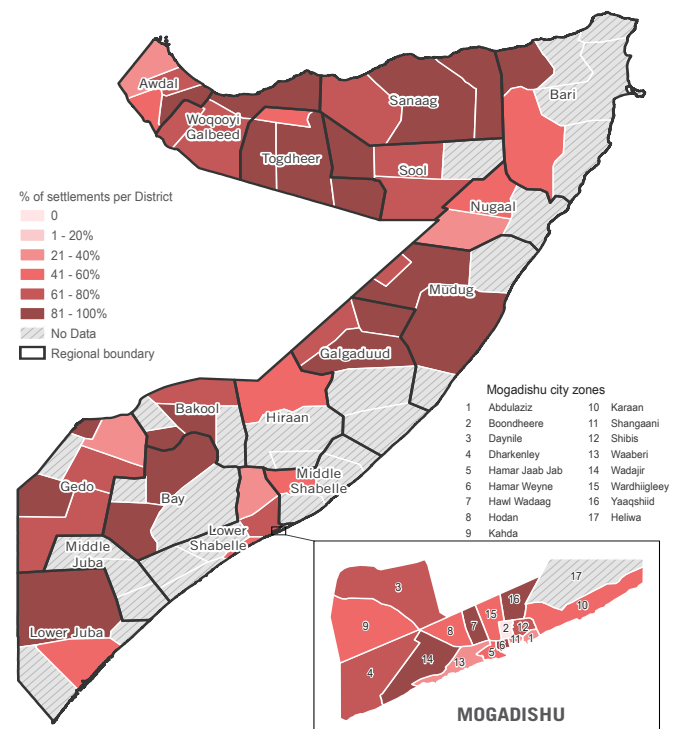 Awdal
Woqooyi
Galbeed
Togdheer
Sanaag
Sool
Bari
Nugaal
Mudug
Galgaduud
Hiraan
Bakool
Gedo
Bay
Middle
Shabelle
Lower
Shabelle
Middle
Juba
Lower Juba
% of settlements per District
0
1 - 20%
21 - 40%
41 - 60%
61 - 80%
81 - 100%
No Data
Regional boundary
Mogadishu city zones
1 Abdulaziz
2 Boondheere
3 Daynile
4 Dharkenley
5 Hamar Jaab Jab
6 Hamar Weyne
7 Hawl Wadaag
8 Hodan
9 Kahda
10 Karaan
11 Shangaani
12 Shibis
13 Waaberi
14 Wadajir
15 Wardhiigleey
16 Yaaqshiid
17 Heliwa
3
17
16
10
15
9
8
7
2
12
1
11
6
5
14
13
4
MOGADISHU